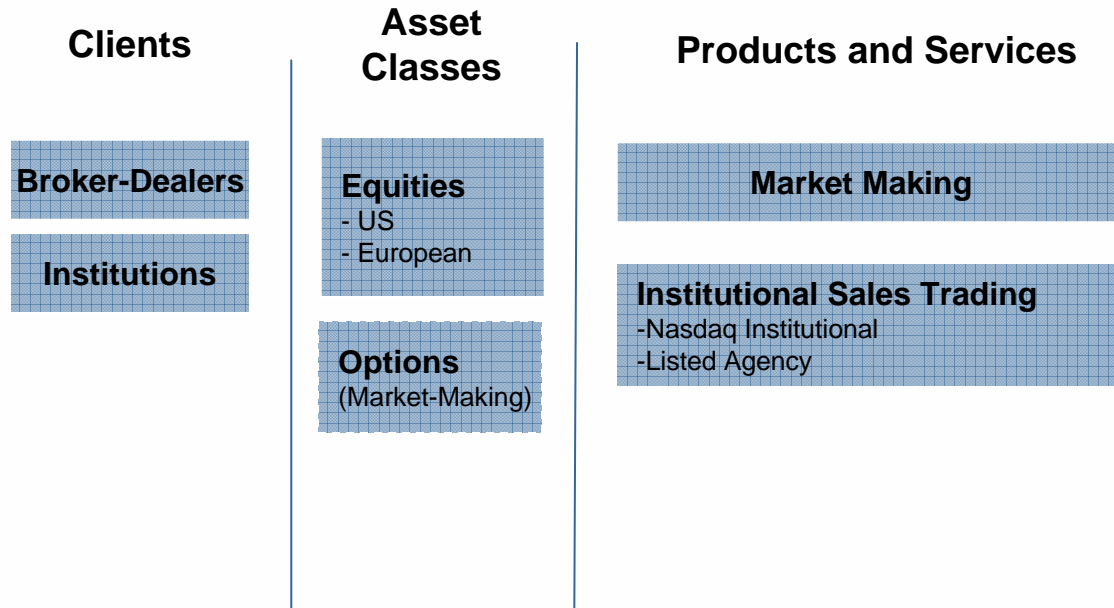 Clients
Asset
Classes
Products and Services
Broker-Dealers
Institutions
Equities
- US
- European
Options
(Market-Making)
Market Making
Institutional Sales Trading
-Nasdaq Institutional
-Listed Agency